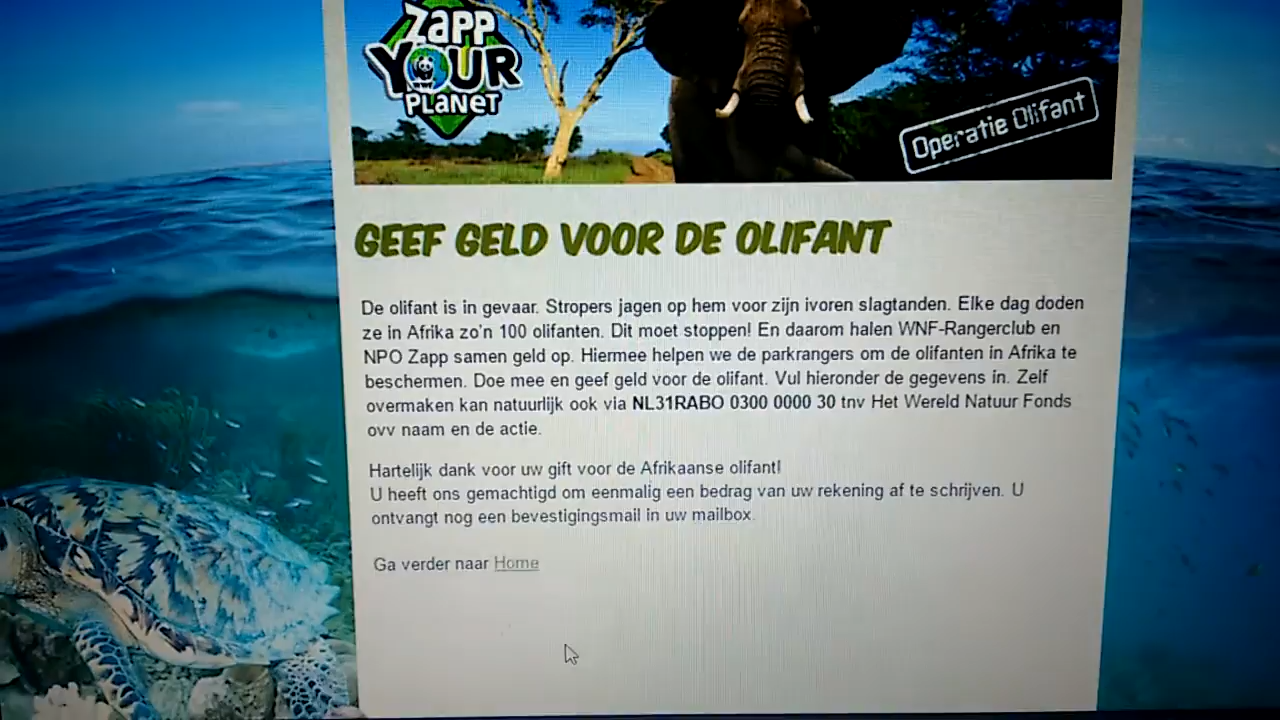 Zapp
YOUR
PLANET
Operatie Olifant
GEEF GELD VOOR DE OLIFANT
De olifant is in gevaar. Stropers jagen op hem voor zijn ivoren slagtanden. Elke dag doden
ze in Afrika zo'n 100 olifanten. Dit moet stoppen! En daarom halen WNF-Rangerclub en
NPO Zapp samen geld op. Hiermee helpen we de parkrangers om de olifanten in Afrika te
beschermen. Doe mee en geef geld voor de olifant. Vul hieronder de gegevens in. Zelf
overmaken kan natuurlijk ook via NL31RABO 0300 0000 30 tnv Het Wereld Natuur Fonds
ovv naam en de actie.
Hartelijk dank voor uw gift voor de Afrikaanse olifant!
U heeft ons gemachtigd om eenmalig een bedrag van uw rekening af te schrijven. U
ontvangt nog een bevestigingsmail in uw mailbox.
Ga verder naar Home